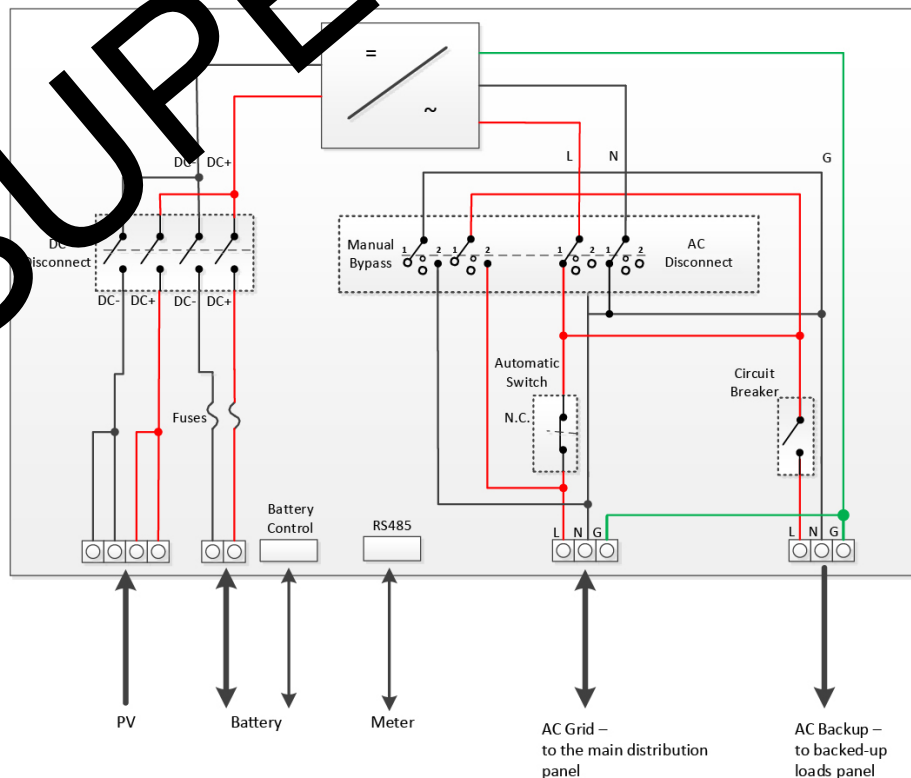 SUPE
=
~
DC- DC+
L N G
DC
Disconnect
Manual
Bypass
1 2 1 2 1 2 1 2
AC
Disconnect
DC- DC+ DC- DC+
Automatic
Switch
N.C.
Circuit
Breaker
Fuses
Battery
Control
RS485
L N G
L N G
PV
Battery
Meter
AC Grid –
to the main distribution
panel
AC Backup –
to backed-up
loads panel